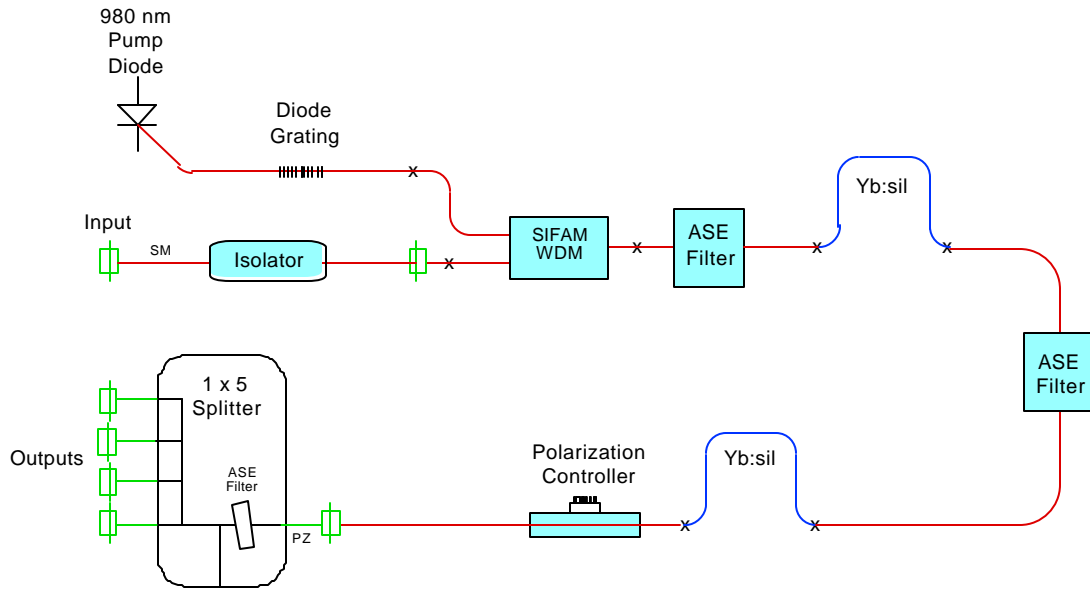 980 nm
Pump
Diode
Diode
Grating
x
Yb:sil
Input
SM
Isolator
x
SIFAM
WDM
x
ASE
Filter
x
x
ASE
Filter
1 x 5
Splitter
Outputs
ASE
Filter
PZ
Polarization
Controller
x
Yb:sil
x